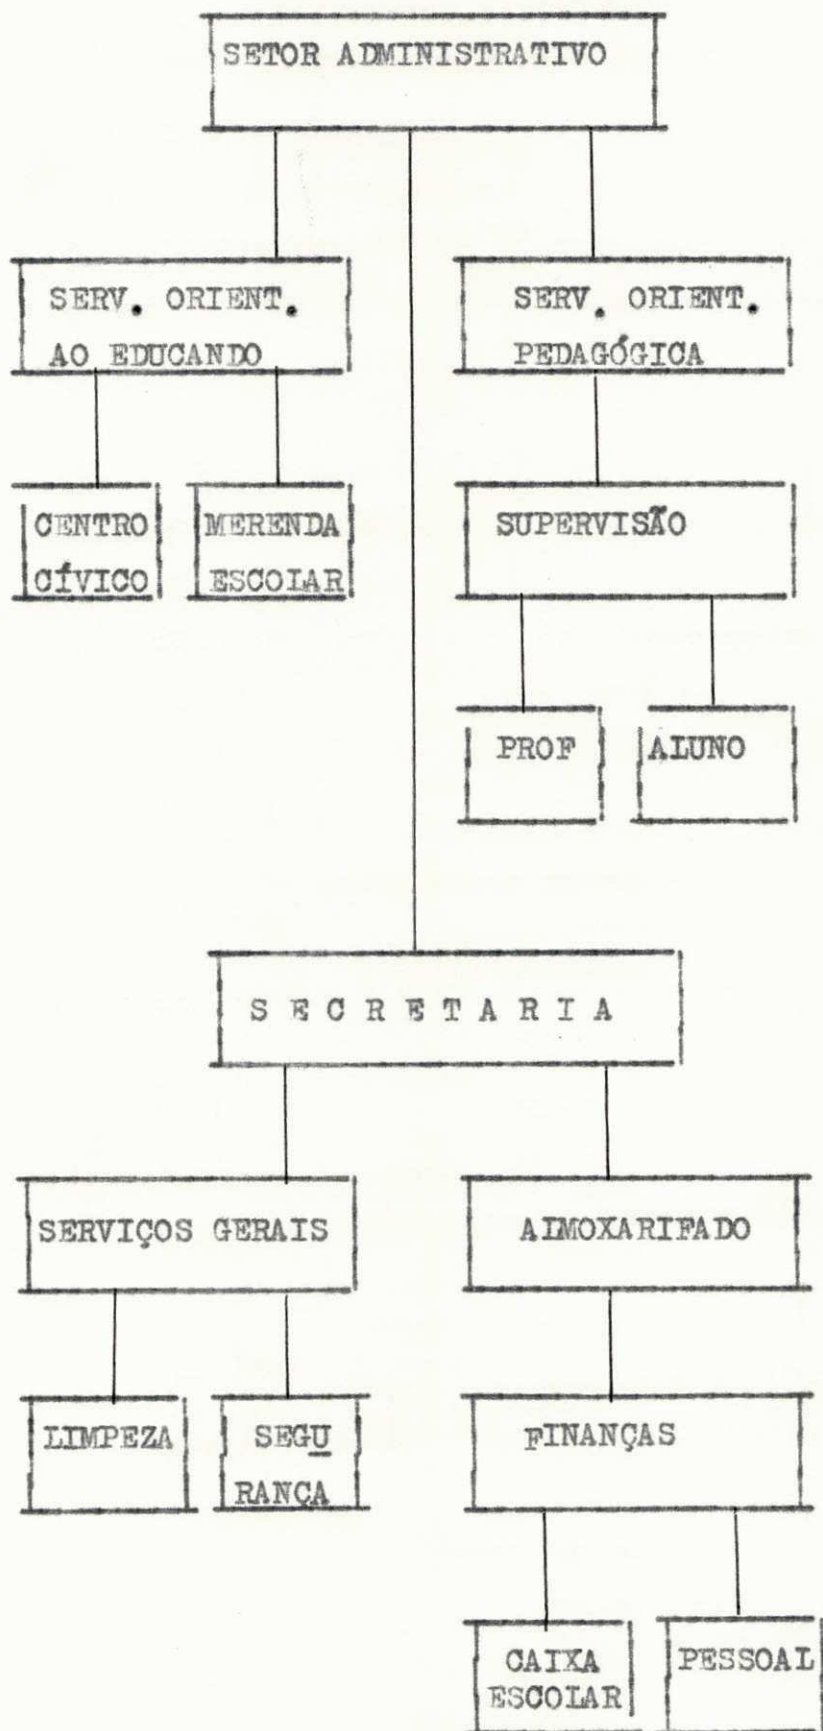 SETOR ADMINISTRATIVO
SERV. ORIENT.
AO EDUCANDO
SERV. ORIENT.
PEDAGÓGICA
CENTRO
CÍVICO
MERENDA
ESCOLAR
SUPERVISÃO
PROF
ALUNO
S E C R E T A R I A
SERVIÇOS GERAIS
ALMOXARIFADO
LIMPEZA
SEGU
RANÇA
FINANÇAS
CAIXA
ESCOLAR
PESSOAL